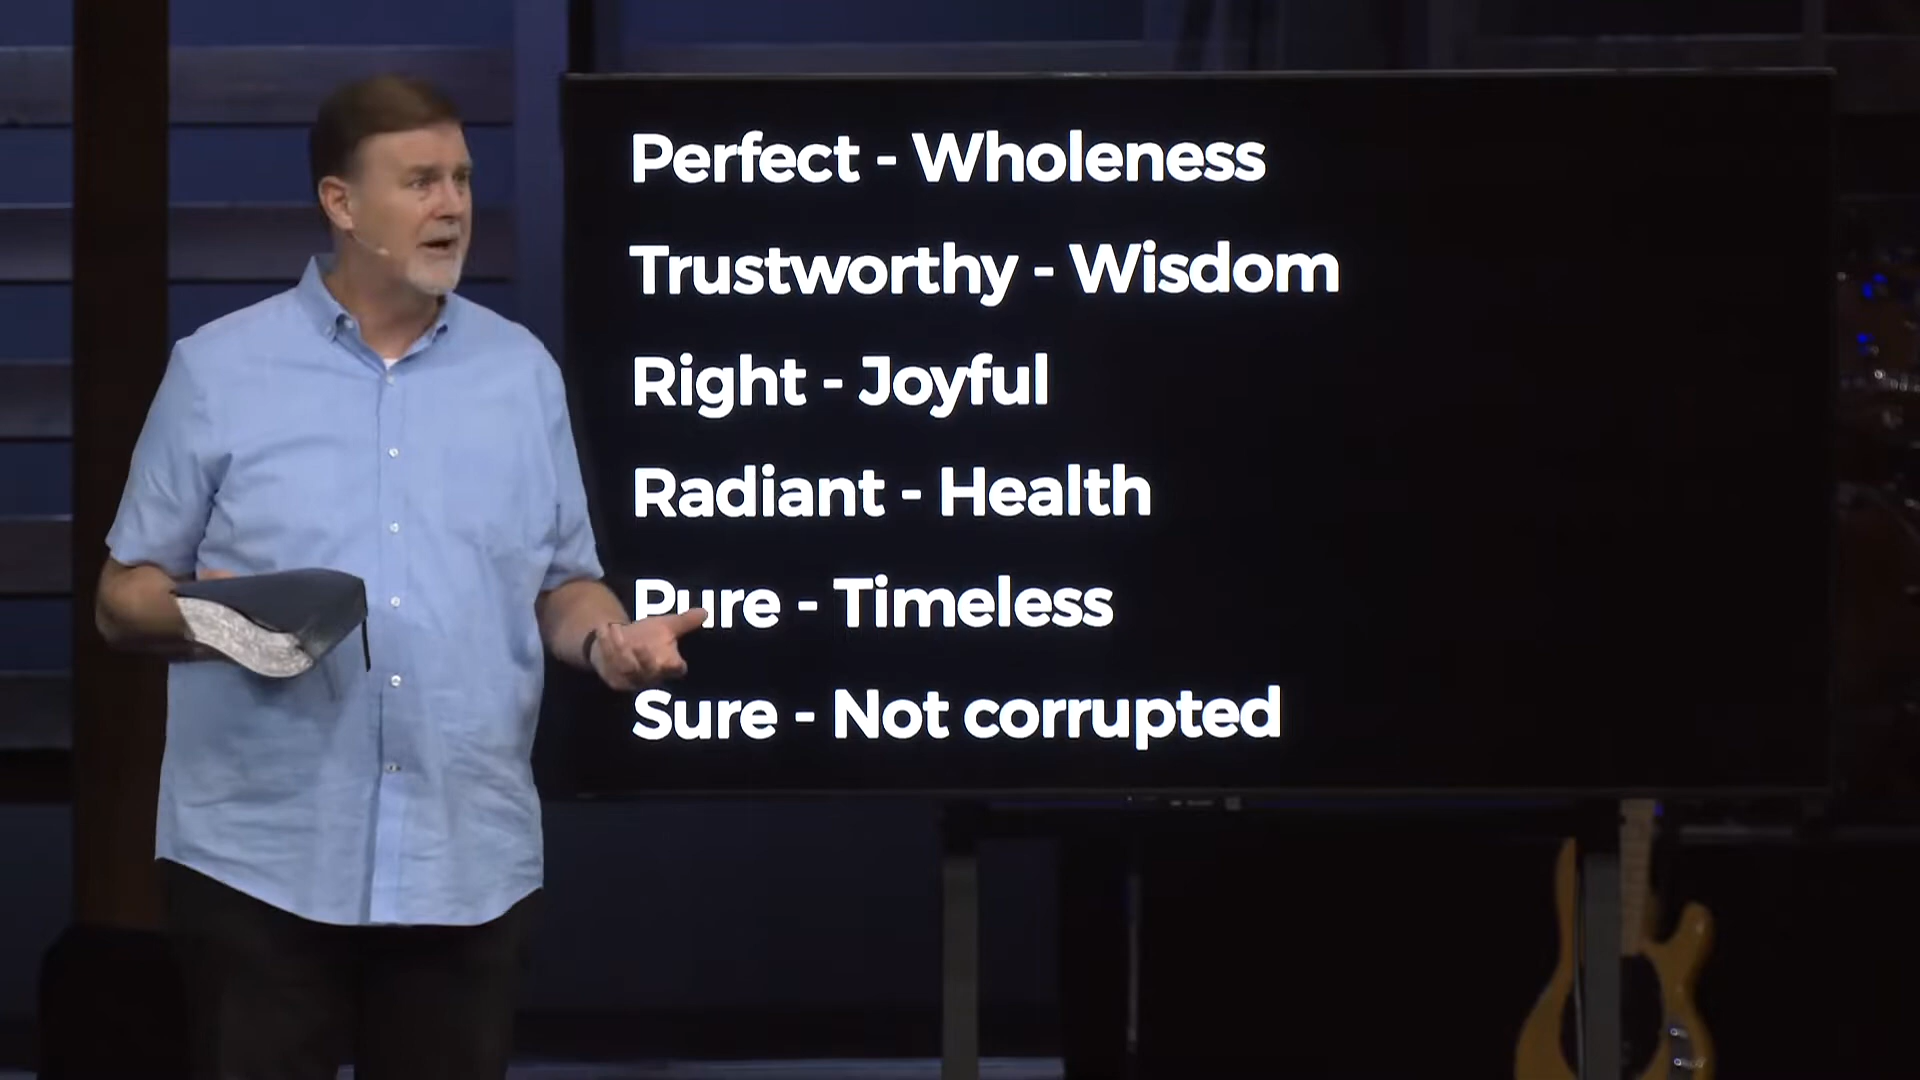 Perfect - Wholeness
Trustworthy - Wisdom
Right - Joyful
Radiant - Health
Pure - Timeless
Sure - Not corrupted